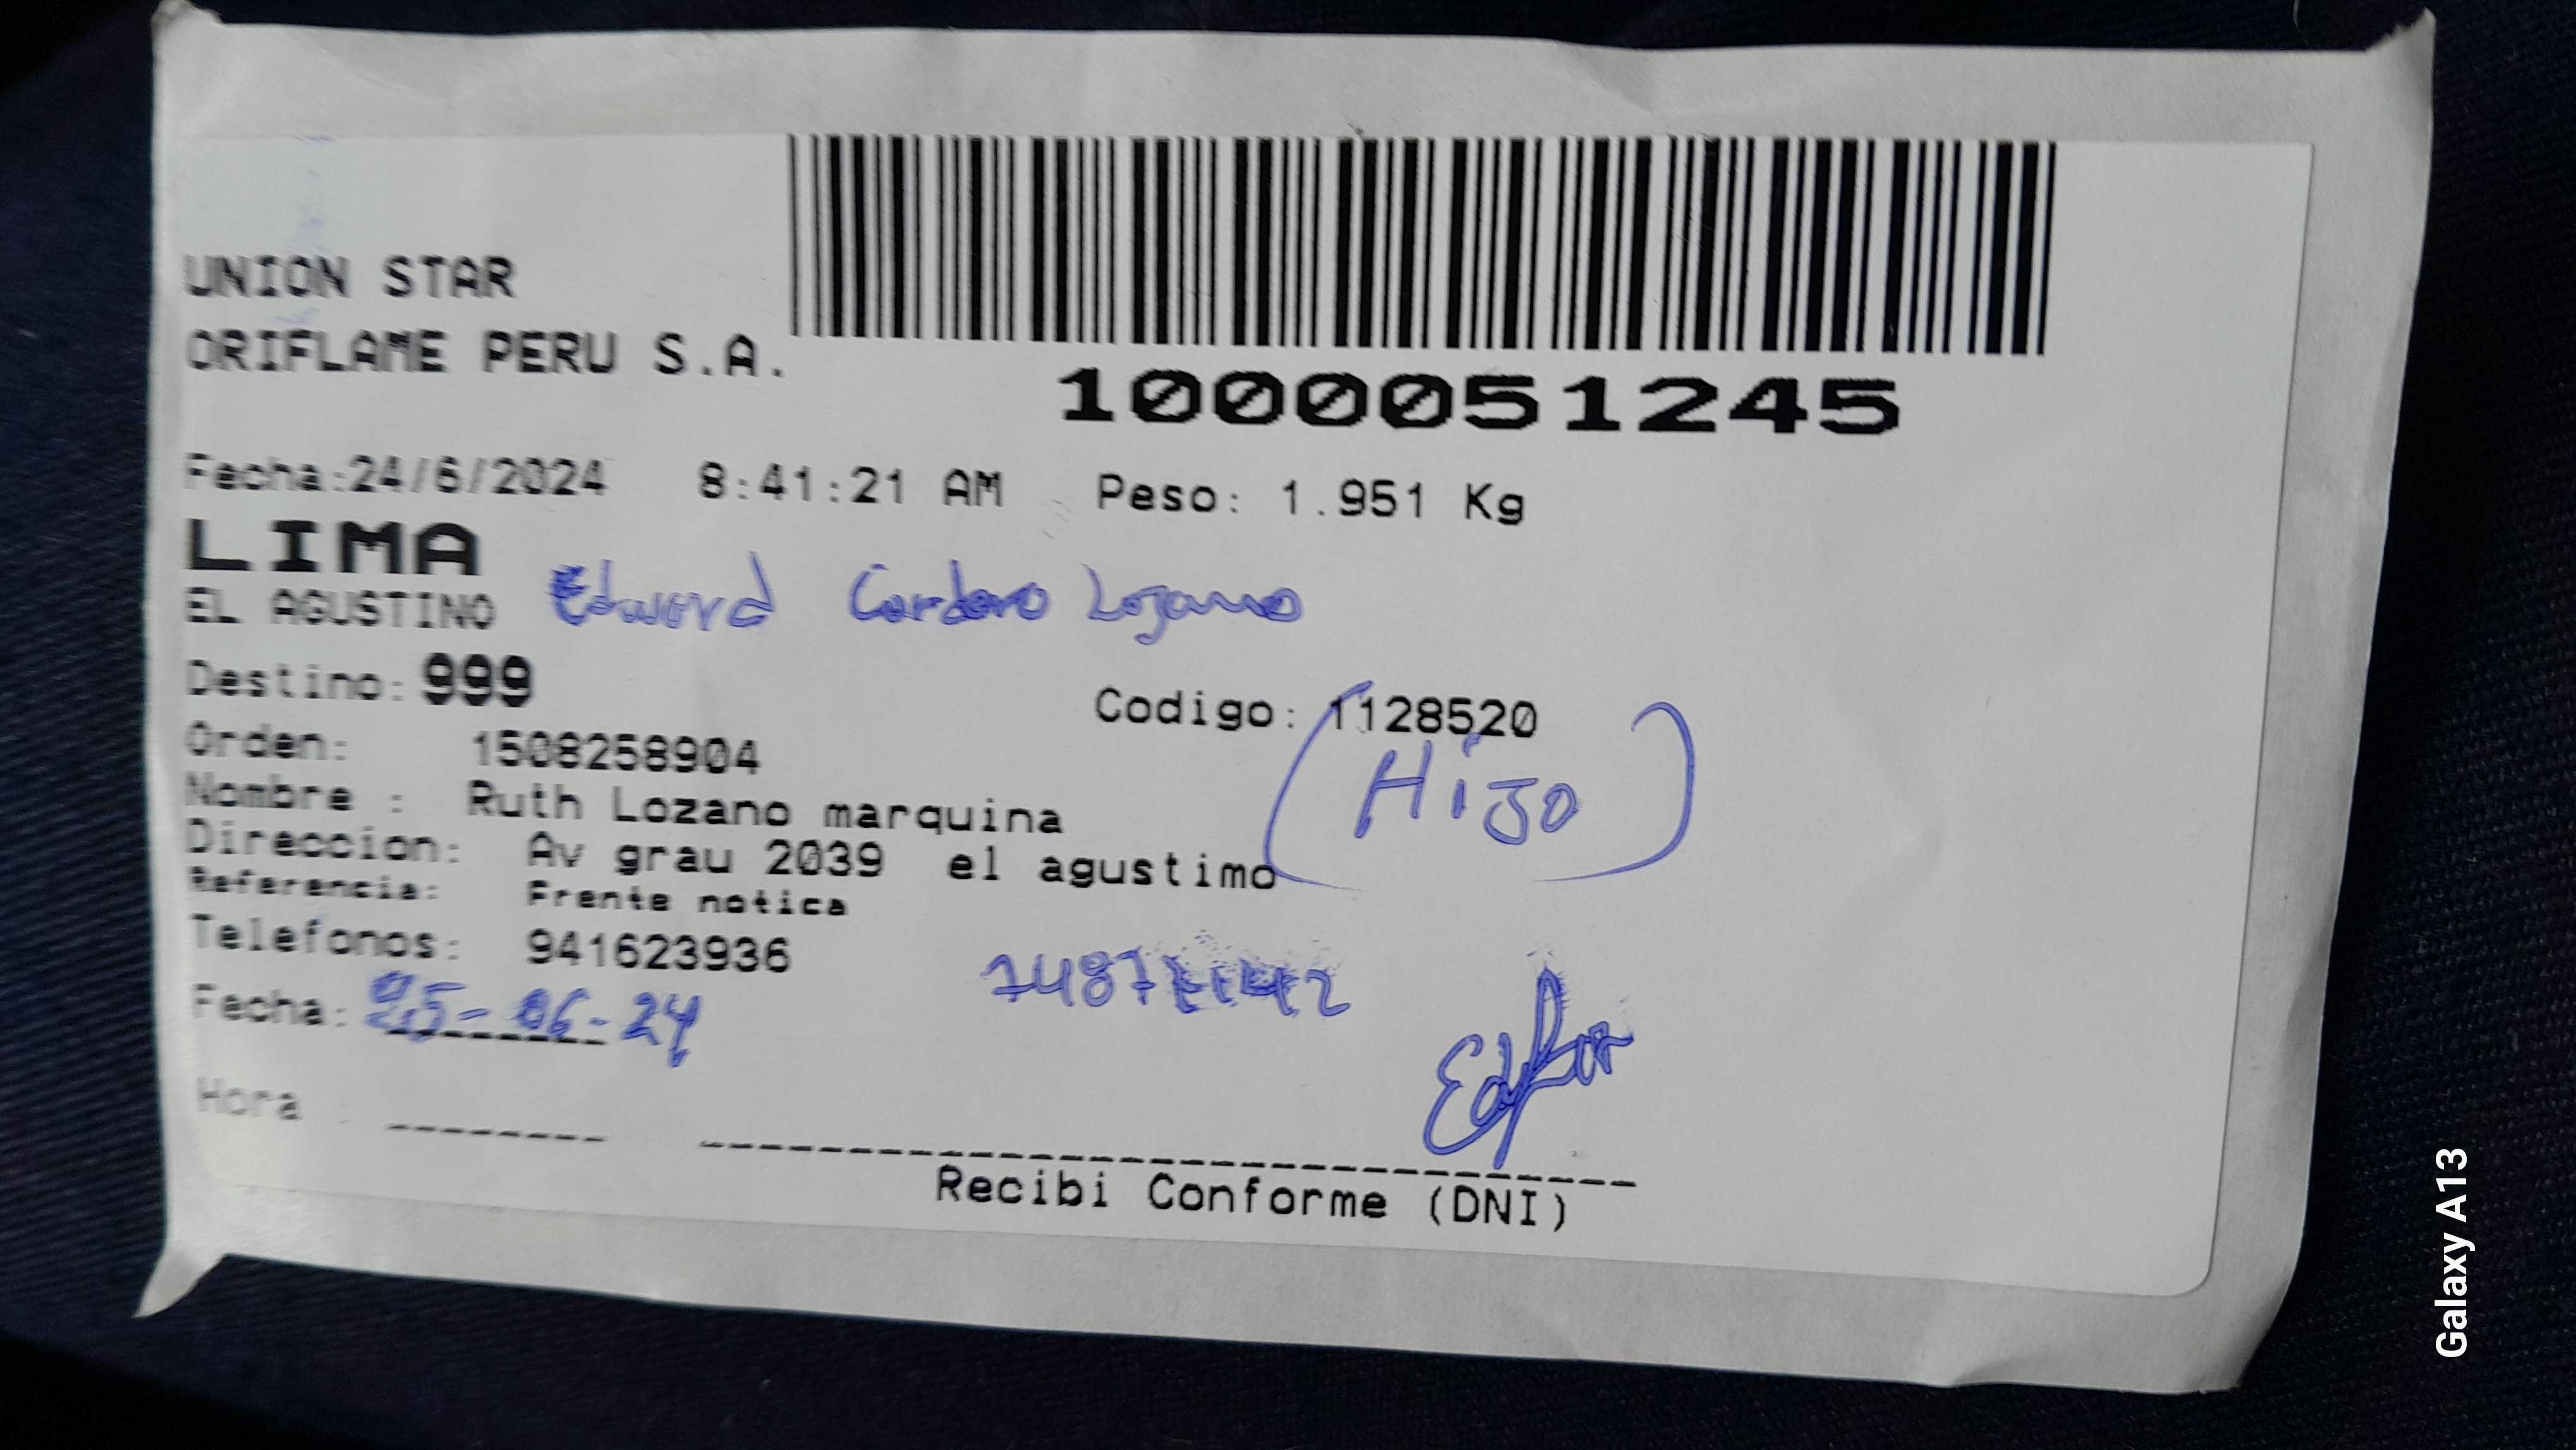 UNION STAR
ORIFLAME PERU S.A.
1000051245
Fecha:24/6/2024 8:41:21 AM Peso: 1.951 Kg
LIMA
EL AGUSTINO Edward Cordero Lozano
Destino: 999 Codigo: 1128520
Orden: 1508258904
(Hijo)
Nombre : Ruth Lozano marquina
Direccion: Av grau 2039 el agustimo
Referencia: Frente notica
Telefonos: 941623936
Fecha: 25-06-24
Hora
Recibi Conforme (DNI)
Galaxy A13